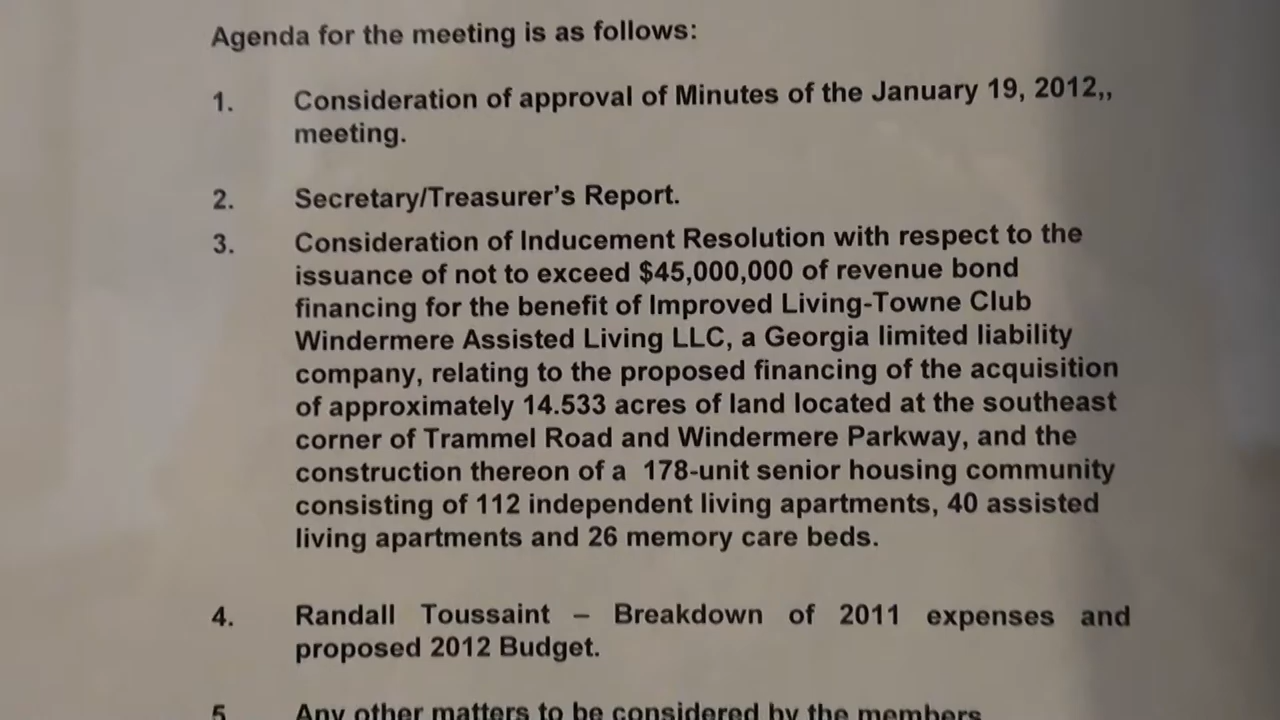 Agenda for the meeting is as follows:
1. Consideration of approval of Minutes of the January 19, 2012,,
meeting.
2. Secretary/Treasurer's Report.
3. Consideration of Inducement Resolution with respect to the
issuance of not to exceed $45,000,000 of revenue bond
financing for the benefit of Improved Living-Towne Club
Windermere Assisted Living LLC, a Georgia limited liability
company, relating to the proposed financing of the acquisition
of approximately 14.533 acres of land located at the southeast
corner of Trammel Road and Windermere Parkway, and the
construction thereon of a 178-unit senior housing community
consisting of 112 independent living apartments, 40 assisted
living apartments and 26 memory care beds.
4. Randall Toussaint – Breakdown of 2011 expenses and
proposed 2012 Budget.
5 Any other matters to be considered by the members